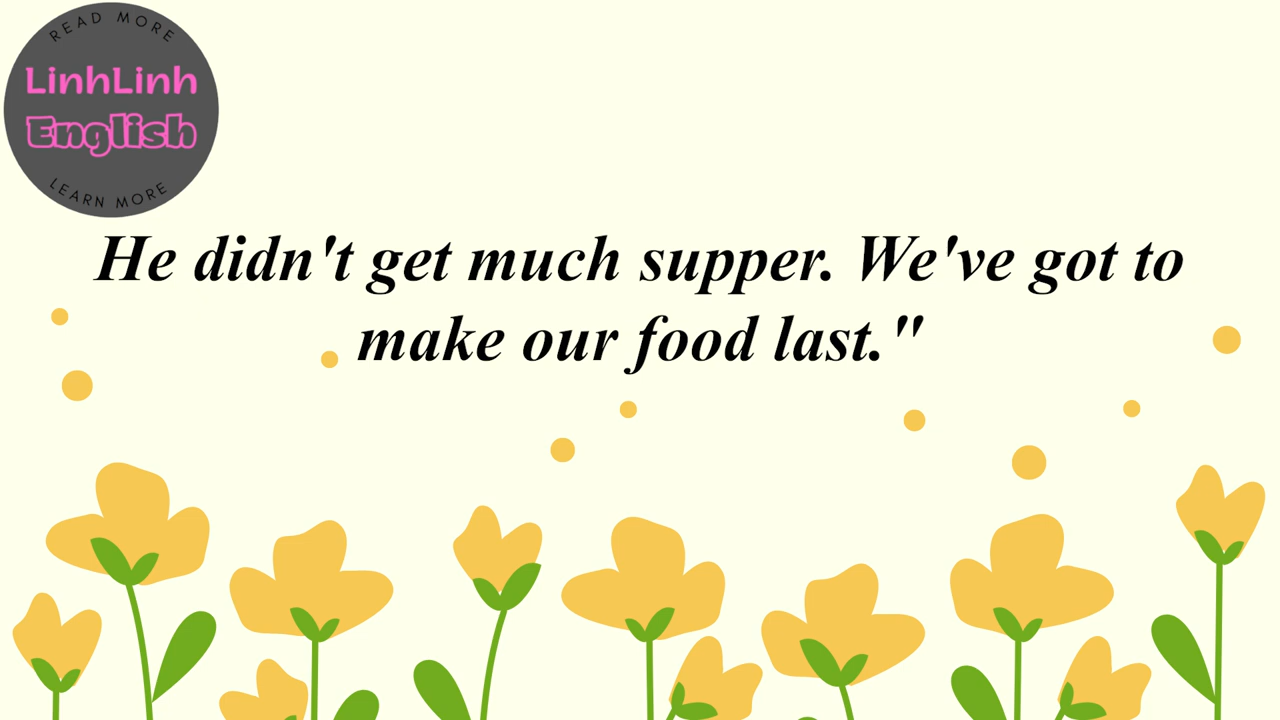 READ MORE
LinhLinh
English
LEARN MORE
He didn't get much supper. We've got to
make our food last."